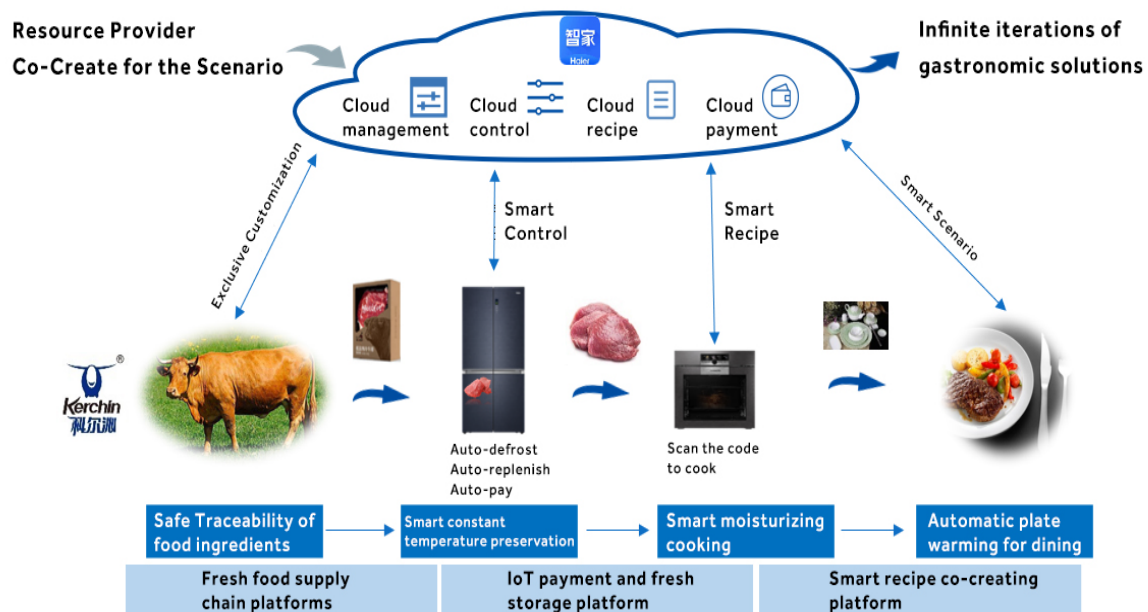 Resource Provider
Co-Create for the Scenario
智家
Haier
Infinite iterations of
gastronomic solutions
Cloud
management
Cloud
control
Cloud
recipe
Cloud
payment
Exclusive Customization
Smart
Control
Smart
Recipe
Smart Scenario
Kerchin
科尔沁
®
Auto-defrost
Auto-replenish
Auto-pay
Scan the code
to cook
Safe Traceability of
food ingredients
Smart constant
temperature preservation
Smart moisturizing
cooking
Automatic plate
warming for dining
Fresh food supply
chain platforms
IoT payment and fresh
storage platform
Smart recipe co-creating
platform